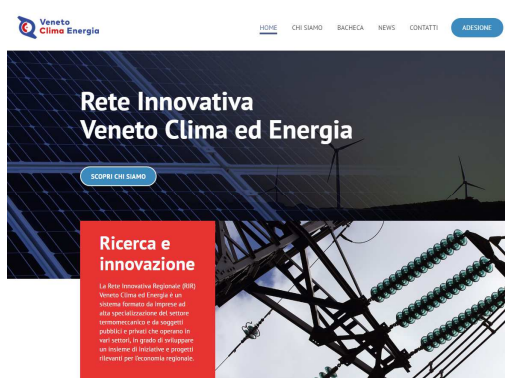 Veneto
Clima Energia
HOME CHI SIAMO BACHECA NEWS CONTATTI ADESIONE
Rete Innovativa
Veneto Clima ed Energia
SCOPRI CHI SIAMO
Ricerca e
innovazione
La Rete Innovativa Regionale (RIR)
Veneto Clima ed Energia è un
sistema formato da imprese ad
alta specializzazione del settore
termomeccanico e da soggetti
pubblici e privati che operano in
vari settori, in grado di sviluppare
un insieme di iniziative e progetti
rilevanti per l'economia regionale.